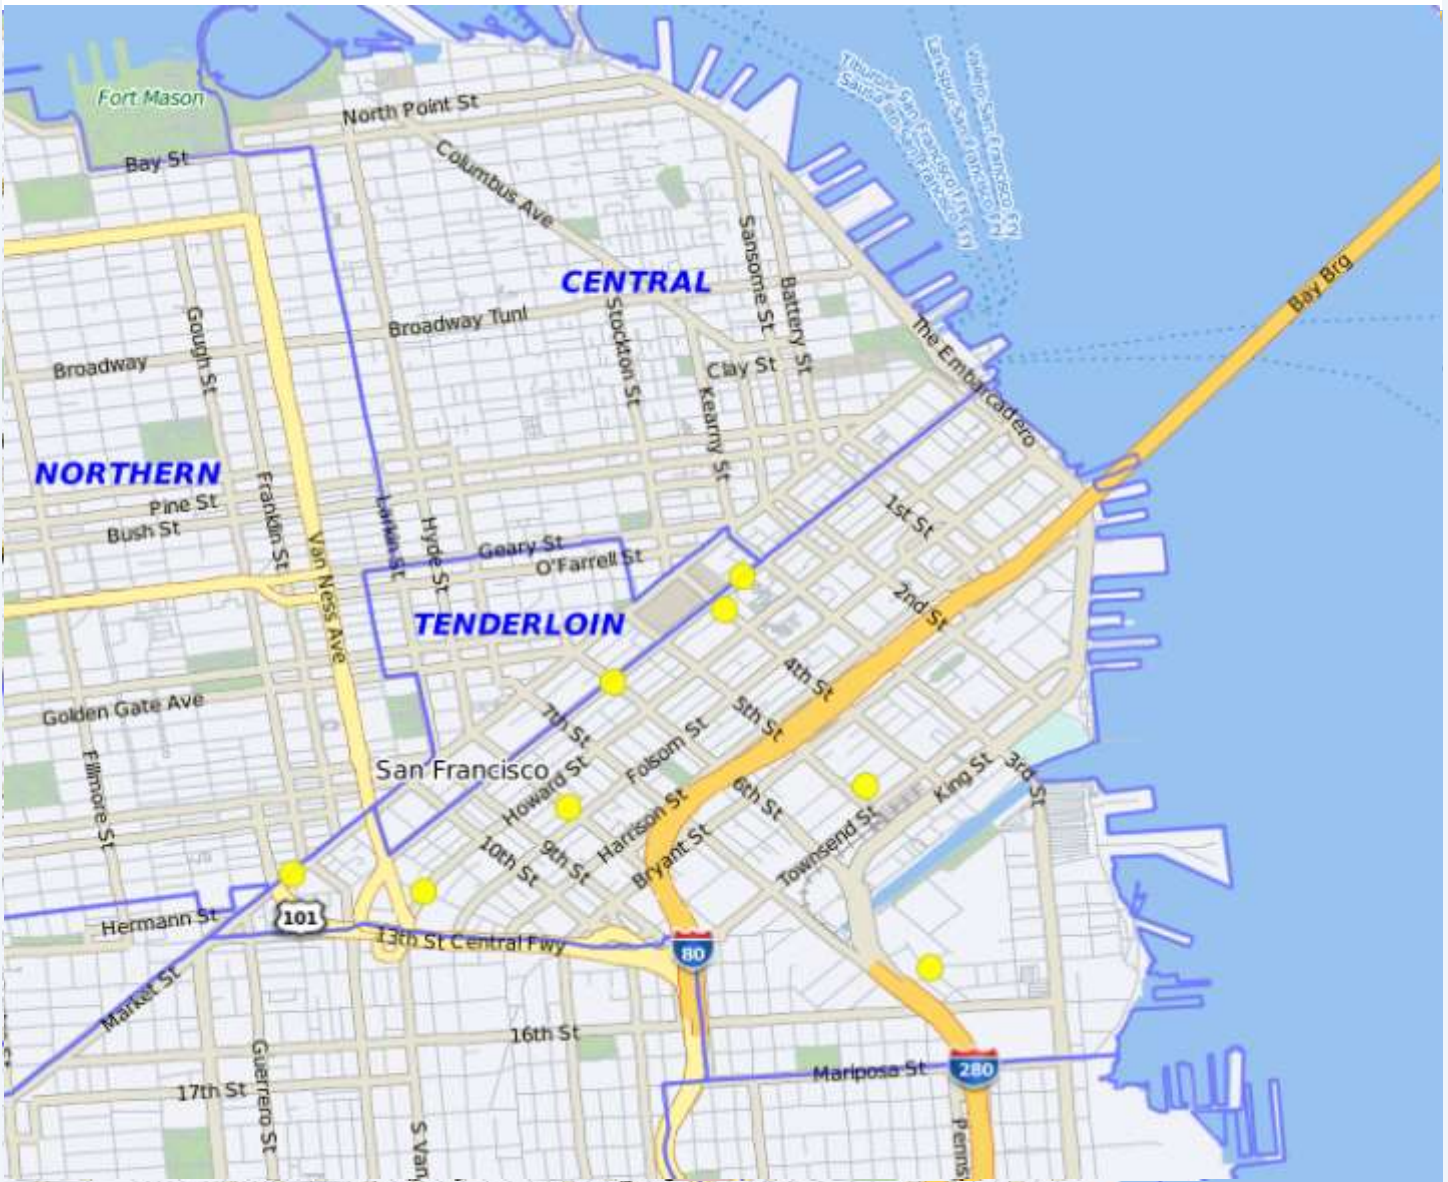 Fort Mason
North Point St
Bay St
Columbus Ave
Sansome St
Battery St
CENTRAL
Stockton St
Gough St
Broadway Tunl
Broadway
Clay St
Kearny St
The Embarcadero
Bay Brg
NORTHERN
Pine St
Bush St
Franklin St
Van Ness Ave
Larkin St
Hyde St
Geary St
O'Farrell St
1st St
2nd St
TENDERLOIN
4th St
5th St
Golden Gate Ave
Fillmore St
7th St
Folsom St
San Francisco
Howard St
6th St
King St
3rd St
Harrison St
Townsend St
10th St
9th St
Bryant St
Hermann St
101
13th St Central Fwy
80
Market St
16th St
Guerrero St
17th St
Mariposa St
280
S Van
Penns